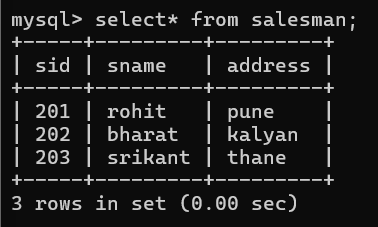 mysql> select* from salesman;
+-----+---------+---------+
| sid | sname   | address |
+-----+---------+---------+
| 201 | rohit   | pune    |
| 202 | bharat  | kalyan  |
| 203 | srikant | thane   |
+-----+---------+---------+
3 rows in set (0.00 sec)